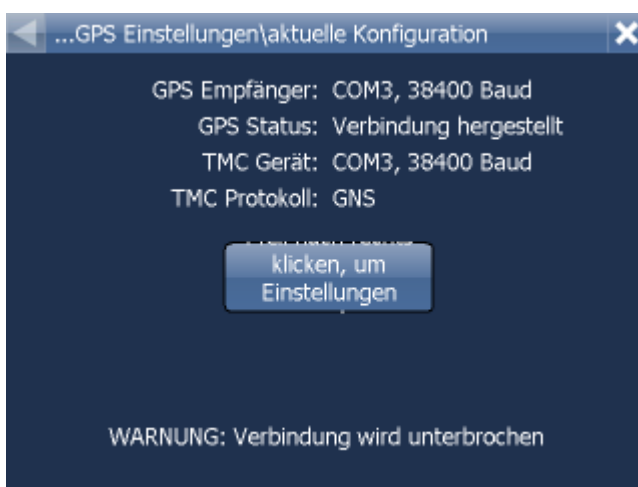 ...GPS Einstellungen\aktuelle Konfiguration
GPS Empfänger: COM3, 38400 Baud
GPS Status: Verbindung hergestellt
TMC Gerät: COM3, 38400 Baud
TMC Protokoll: GNS
klicken, um
Einstellungen
WARNUNG: Verbindung wird unterbrochen